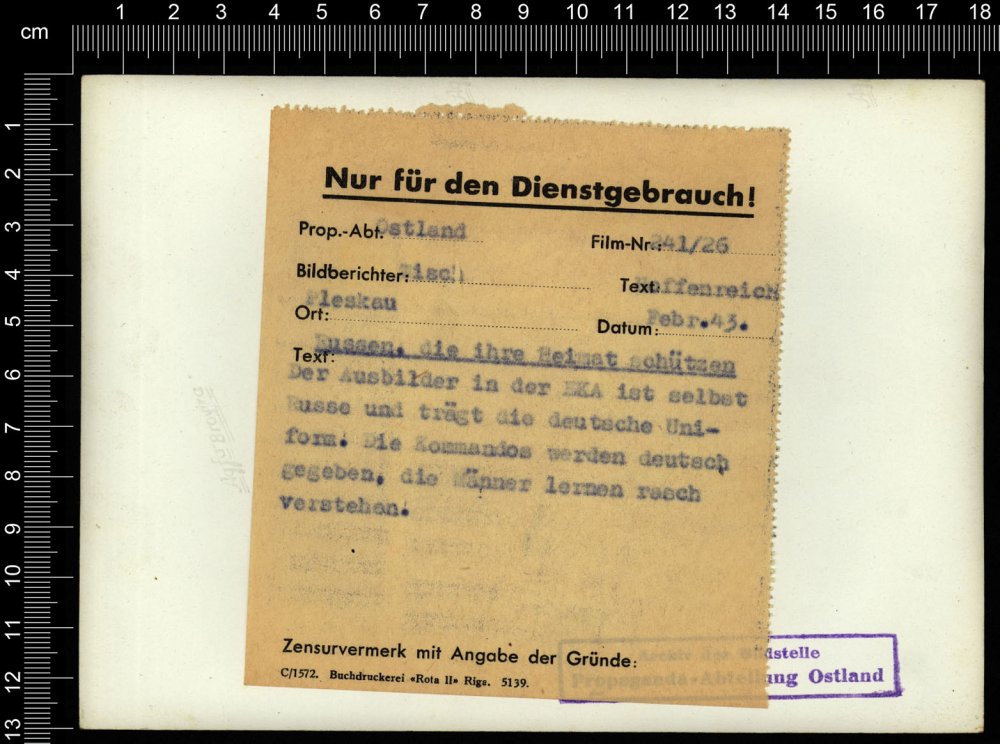 cm
1 2 3 4 5 6 7 8 9 10 11 12 13 14 15 16 17 18
1
2
3
4
5
6
7
8
9
10
11
12
13
Nur für den Dienstgebrauch!
Prop.-Abt. Ostland
Film-Nr.: 241/26
Bildberichter:
Text: Haffenreich
Pleskau
Ort:
Datum: Febr.43.
Text: Russen, die ihre Heimat schützen
Der Ausbilder in der EKA ist selbst
Russe und trägt die deutsche Uni-
form. Die Kommandos werden deutsch
gegeben, die Männer lernen rasch
verstehen.
Zensurvermerk mit Angabe der Gründe:
C/1572. Buchdruckerei «Rota II» Riga. 5139.
Archiv der Bildstelle
Propaganda-Abteilung Ostland